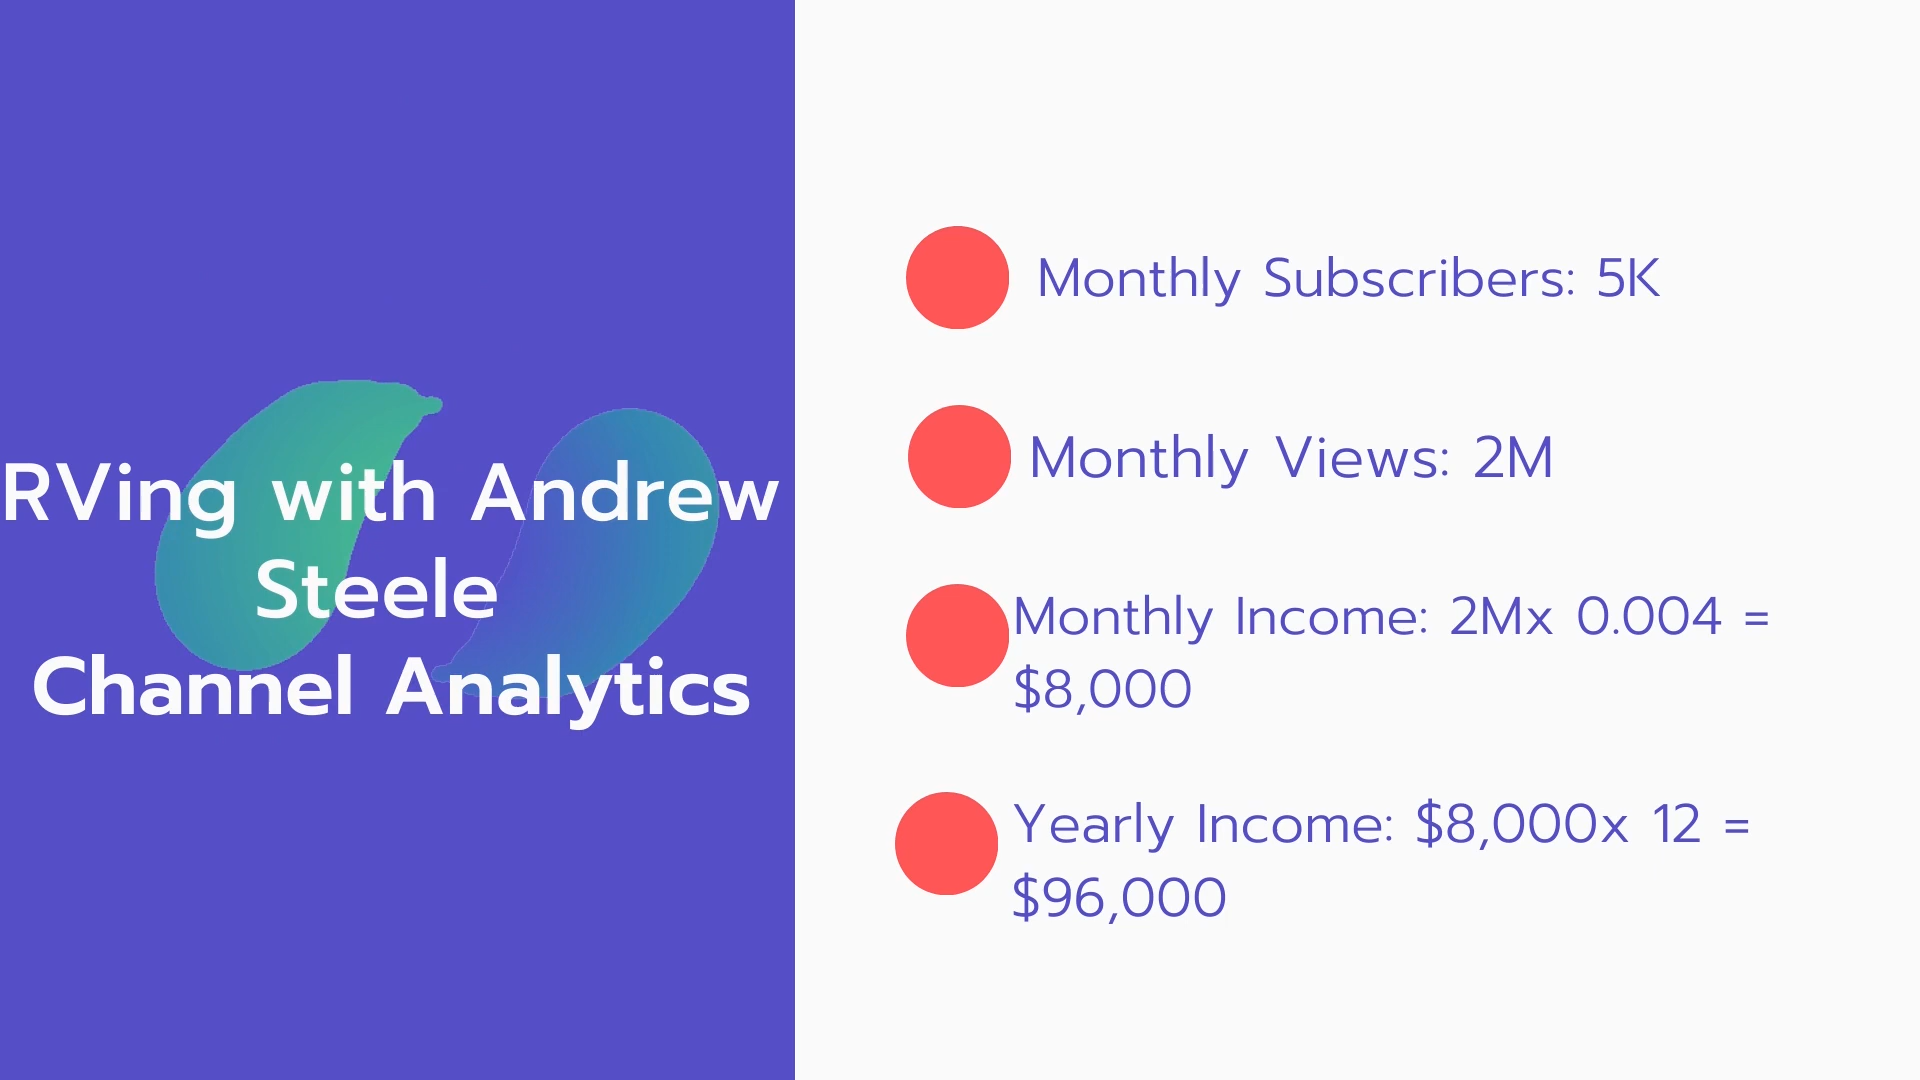 RVing with Andrew
Steele
Channel Analytics
Monthly Subscribers: 5K
Monthly Views: 2M
Monthly Income: 2Mx 0.004 =
$8,000
Yearly Income: $8,000x 12 =
$96,000